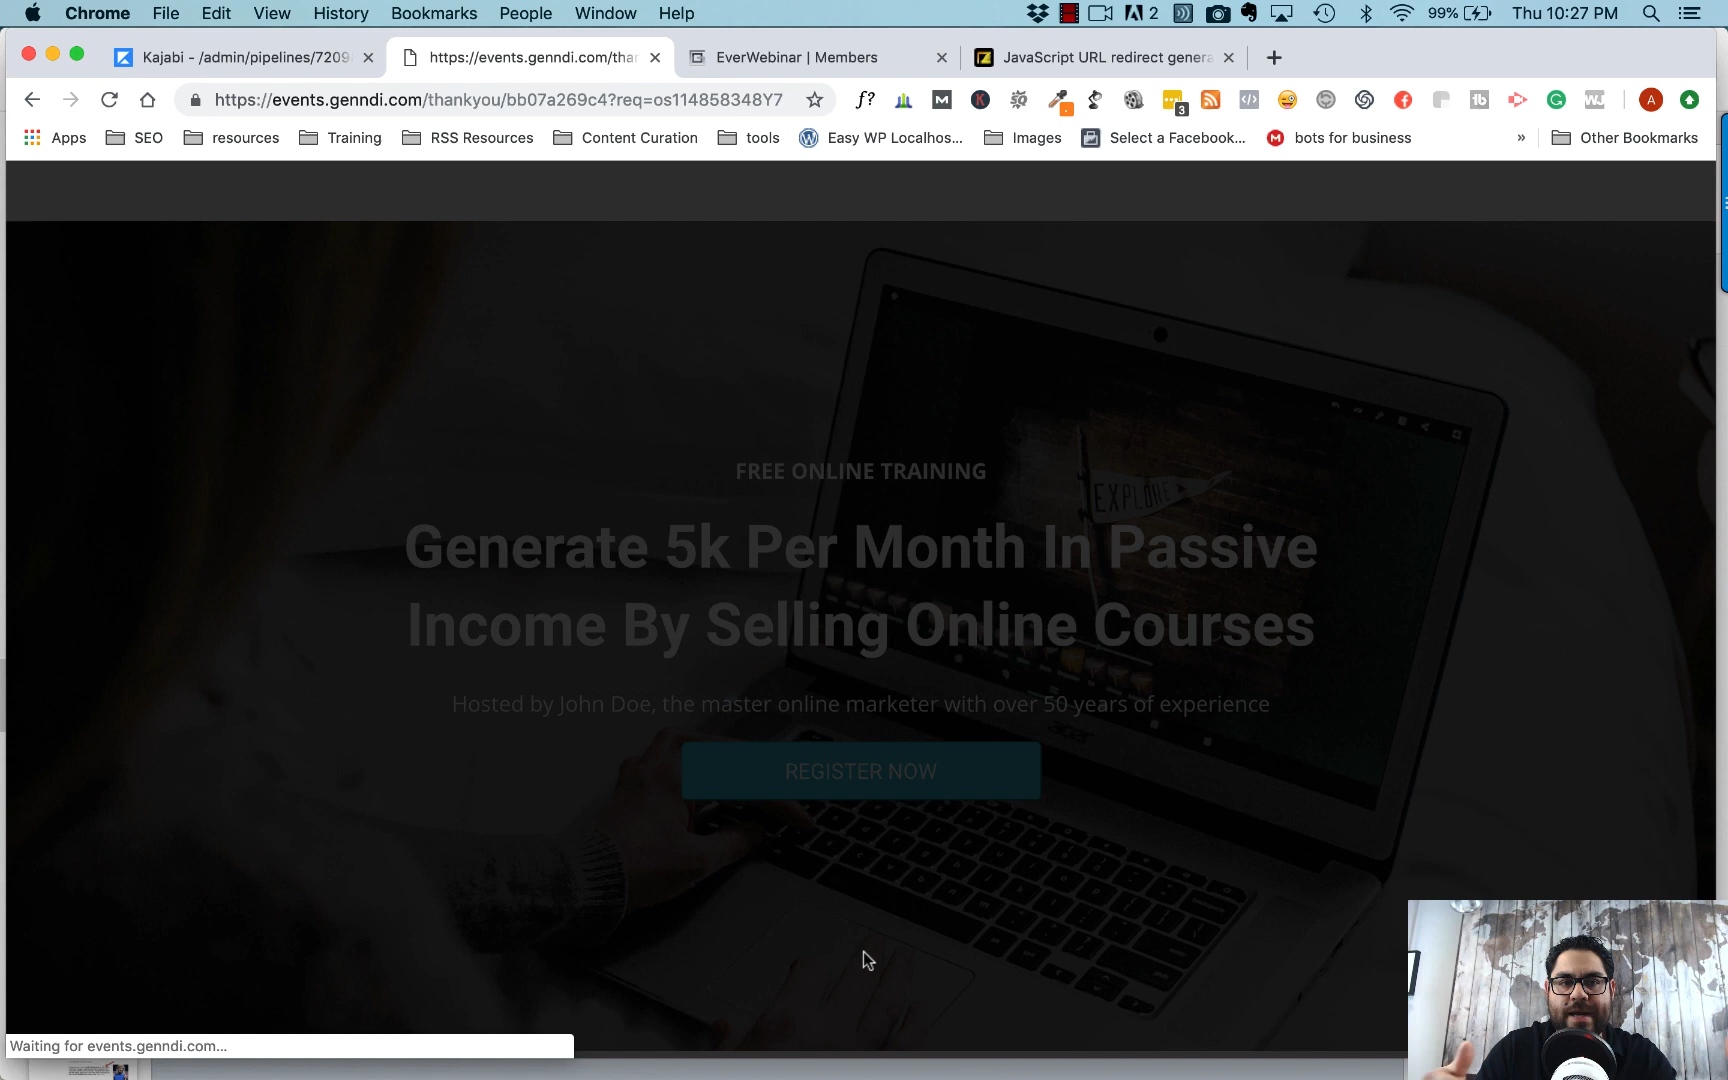 Chrome File Edit View History Bookmarks People Window Help 2 99% Thu 10:27 PM
Kajabi - /admin/pipelines/7209 https://events.genndi.com/than EverWebinar | Members JavaScript URL redirect genera
https://events.genndi.com/thankyou/bb07a269c4?req=os114858348Y7
Apps SEO resources Training RSS Resources Content Curation tools Easy WP Localhos... Images Select a Facebook... bots for business » Other Bookmarks
EXPLORE
FREE ONLINE TRAINING
Generate 5k Per Month In Passive
Income By Selling Online Courses
Hosted by John Doe, the master online marketer with over 50 years of experience
acer
REGISTER NOW
Waiting for events.genndi.com...